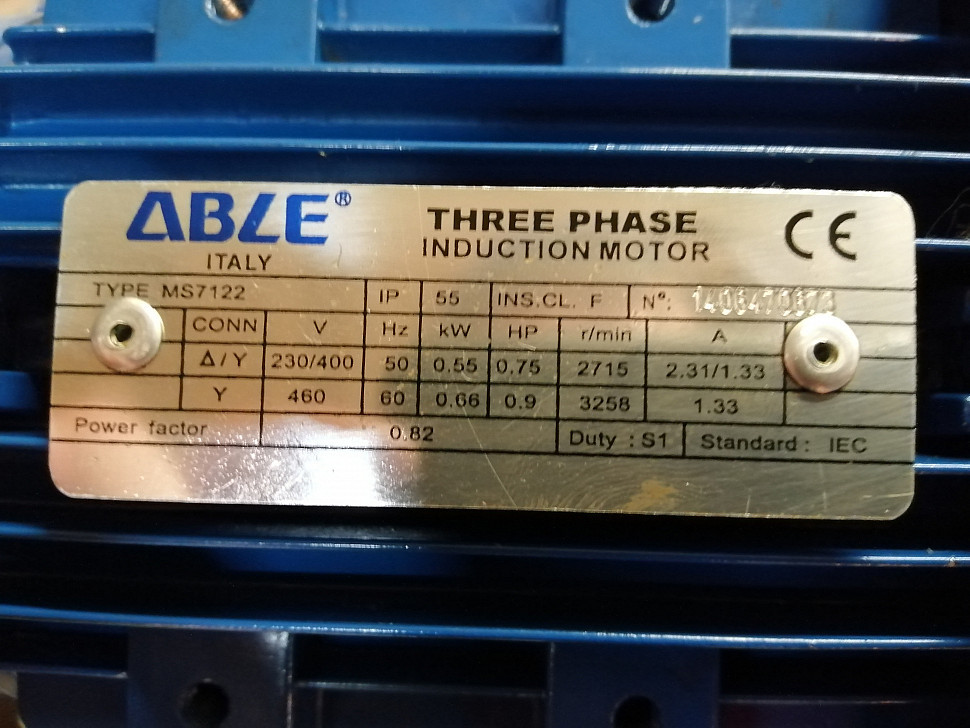 ABLE®
ITALY
THREE PHASE
INDUCTION MOTOR
CE
TYPE MS7122 IP 55 INS.CL. F N°:
CONN V Hz kW HP r/min A
Δ/Y 230/400 50 0.55 0.75 2715 2.31/1.33
Y 460 60 0.66 0.9 3258 1.33
Power factor 0.82 Duty : S1 Standard : IEC